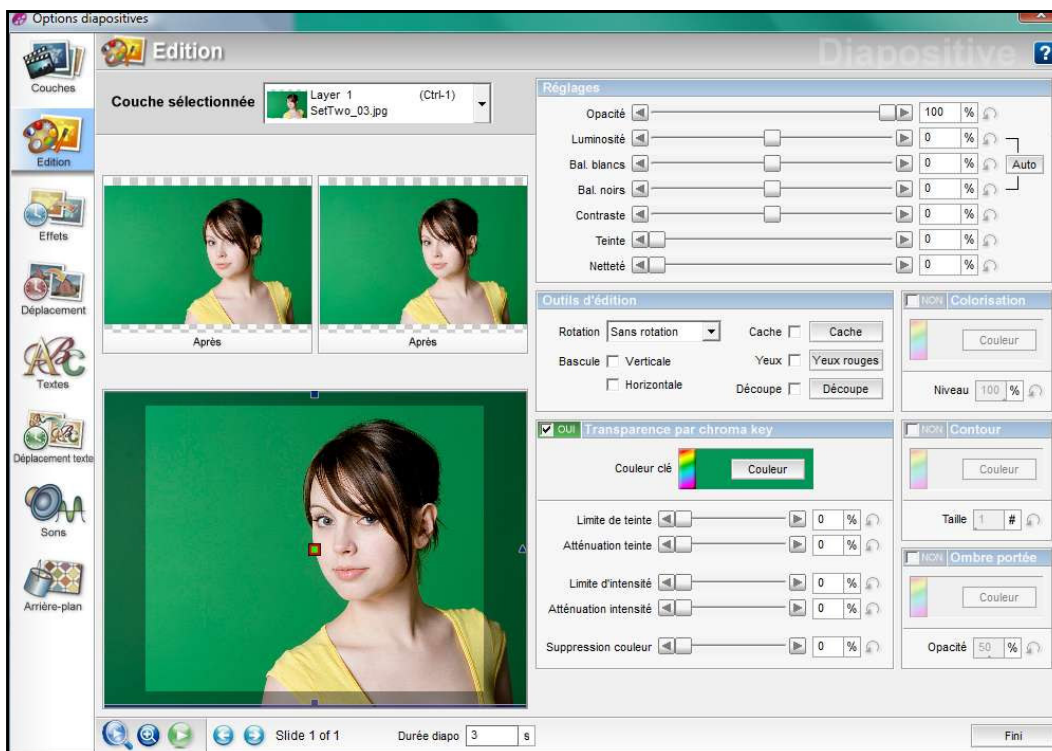 Options diapositives
Edition
Diapositive
?
Couches
Edition
Effets
Déplacement
Textes
Déplacement texte
Sons
Arrière-plan
Couche sélectionnée
Layer 1 (Ctrl-1)
SetTwo_03.jpg
Après
Après
Réglages
Opacité 100 %
Luminosité 0 %
Bal. blancs 0 % Auto
Bal. noirs 0 %
Contraste 0 %
Teinte 0 %
Netteté 0 %
Outils d'édition
Rotation Sans rotation Cache Cache
Bascule Verticale Yeux Yeux rouges
Horizontale Découpe Découpe
NON Colorisation
Couleur
Niveau 100 %
OUI Transparence par chroma key
Couleur clé Couleur
Limite de teinte 0 %
Atténuation teinte 0 %
Limite d'intensité 0 %
Atténuation intensité 0 %
Suppression couleur 0 %
NON Contour
Couleur
Taille 1 #
NON Ombre portée
Couleur
Opacité 50 %
Slide 1 of 1 Durée diapo 3 s
Fini